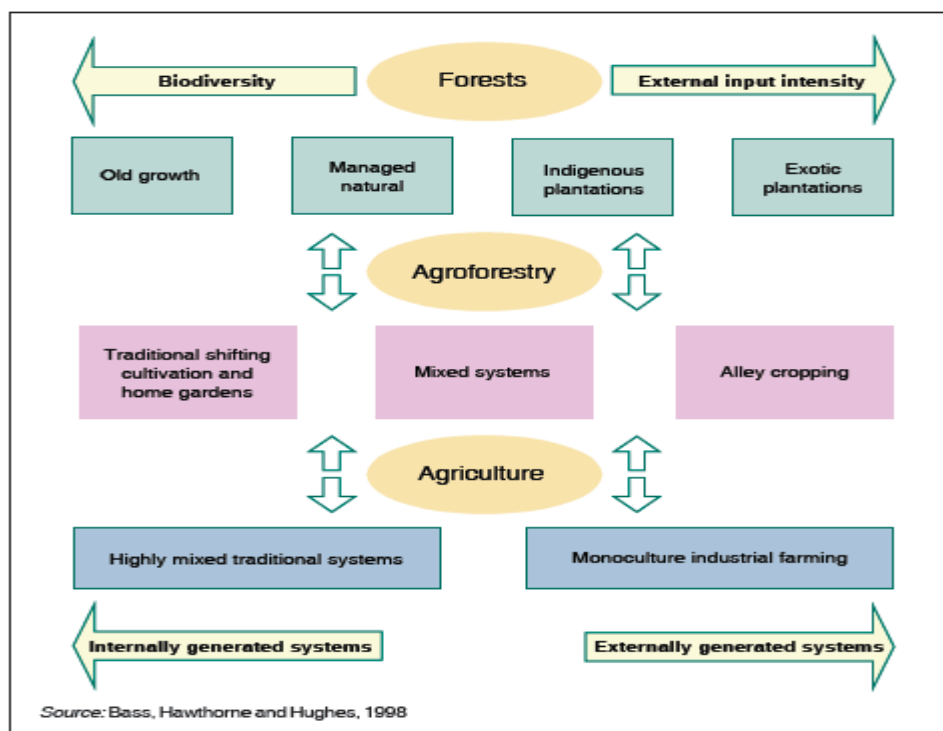 Biodiversity
Forests
External input intensity
Old growth
Managed
natural
Indigenous
plantations
Exotic
plantations
Agroforestry
Traditional shifting
cultivation and
home gardens
Mixed systems
Alley cropping
Agriculture
Highly mixed traditional systems
Monoculture industrial farming
Internally generated systems
Externally generated systems
Source: Bass, Hawthorne and Hughes, 1998